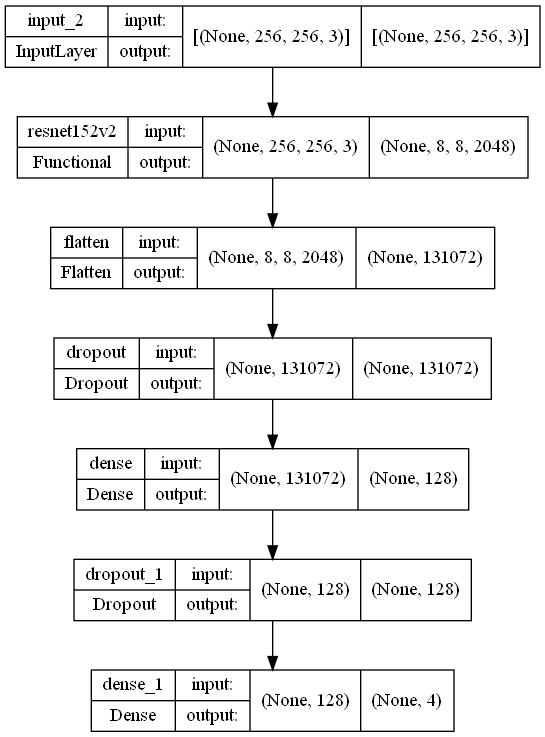 input_2 input: [(None, 256, 256, 3)] [(None, 256, 256, 3)]
InputLayer output:
resnet152v2 input: (None, 256, 256, 3) (None, 8, 8, 2048)
Functional output:
flatten input: (None, 8, 8, 2048) (None, 131072)
Flatten output:
dropout input: (None, 131072) (None, 131072)
Dropout output:
dense input: (None, 131072) (None, 128)
Dense output:
dropout_1 input: (None, 128) (None, 128)
Dropout output:
dense_1 input: (None, 128) (None, 4)
Dense output: